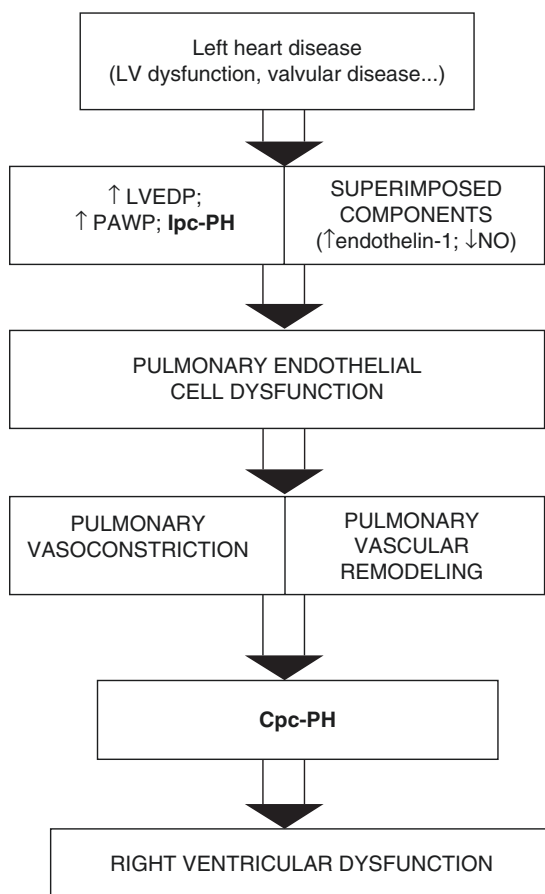 Left heart disease
(LV dysfunction, valvular disease...)
↑ LVEDP;
↑ PAWP; Ipc-PH
SUPERIMPOSED
COMPONENTS
(↑endothelin-1; ↓NO)
PULMONARY ENDOTHELIAL
CELL DYSFUNCTION
PULMONARY
VASOCONSTRICTION
PULMONARY
VASCULAR
REMODELING
Cpc-PH
RIGHT VENTRICULAR DYSFUNCTION